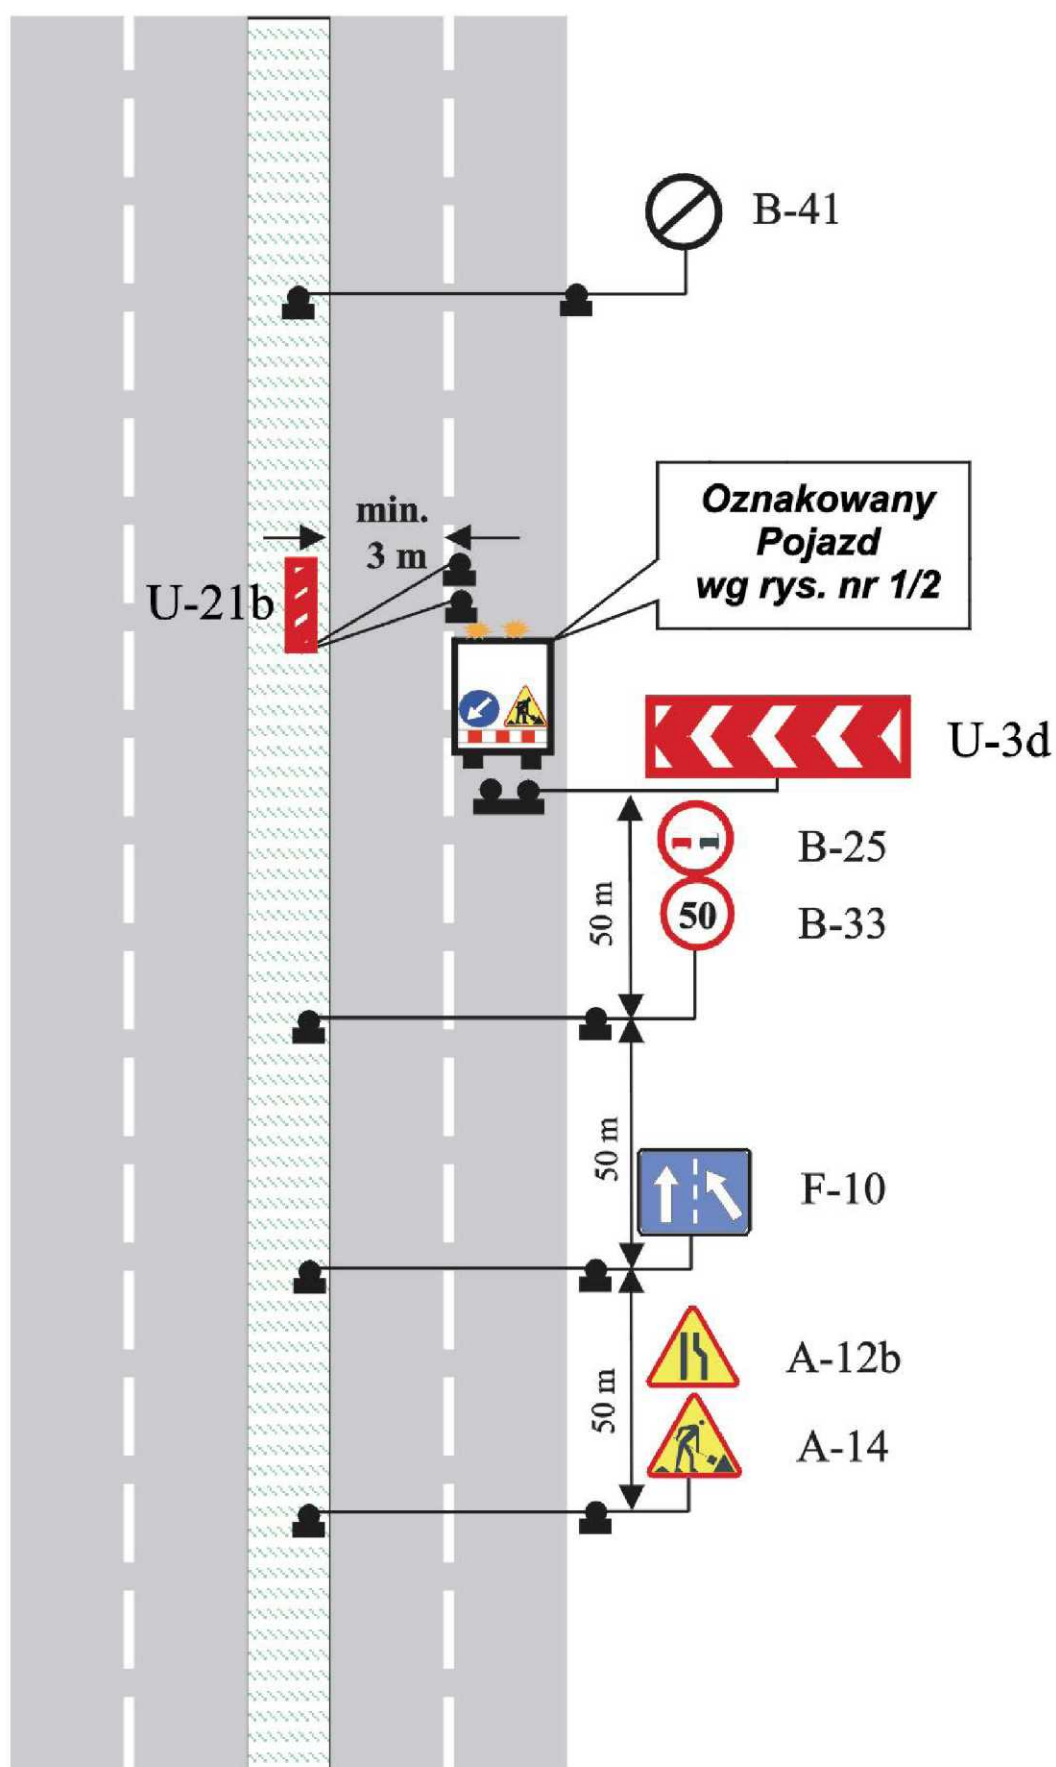 B-41
Oznakowany
Pojazd
wg rys. nr 1/2
min.
3 m
U-21b
U-3d
B-25
50
B-33
50 m
F-10
50 m
A-12b
A-14
50 m